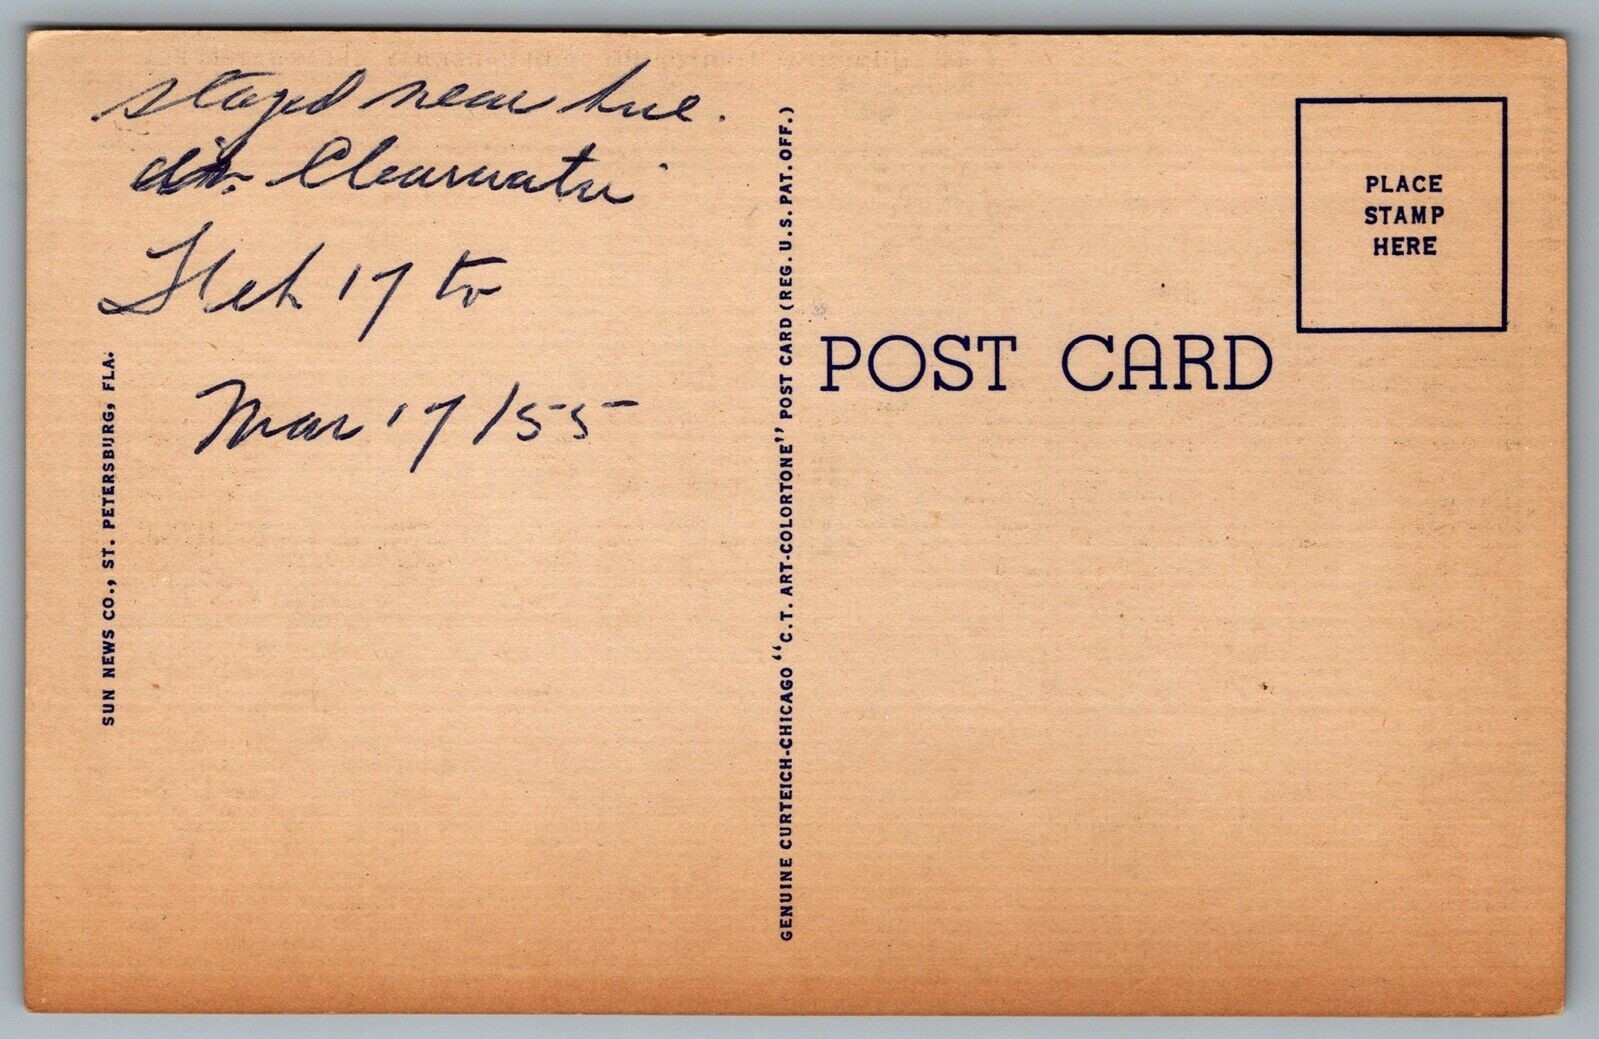 stayed near here.
in Clearwater
Feb 17 to
Mar 17/55
SUN NEWS CO., ST. PETERSBURG, FLA.
GENUINE CURTEICH-CHICAGO "C.T. ART-COLORTONE" POST CARD (REG. U.S. PAT. OFF.)
POST CARD
PLACE
STAMP
HERE